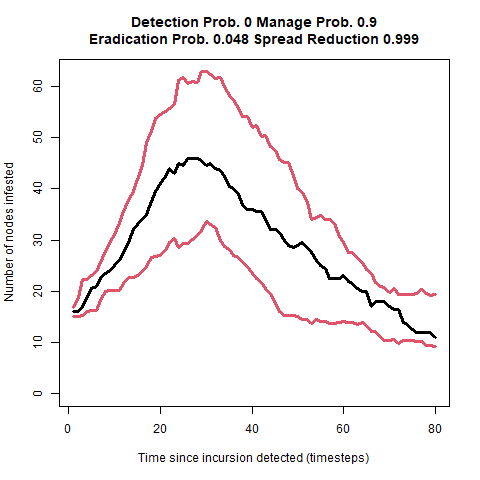 Detection Prob. 0 Manage Prob. 0.9
Eradication Prob. 0.048 Spread Reduction 0.999
Number of nodes infested
60
50
40
30
20
10
0
0 20 40 60 80
Time since incursion detected (timesteps)